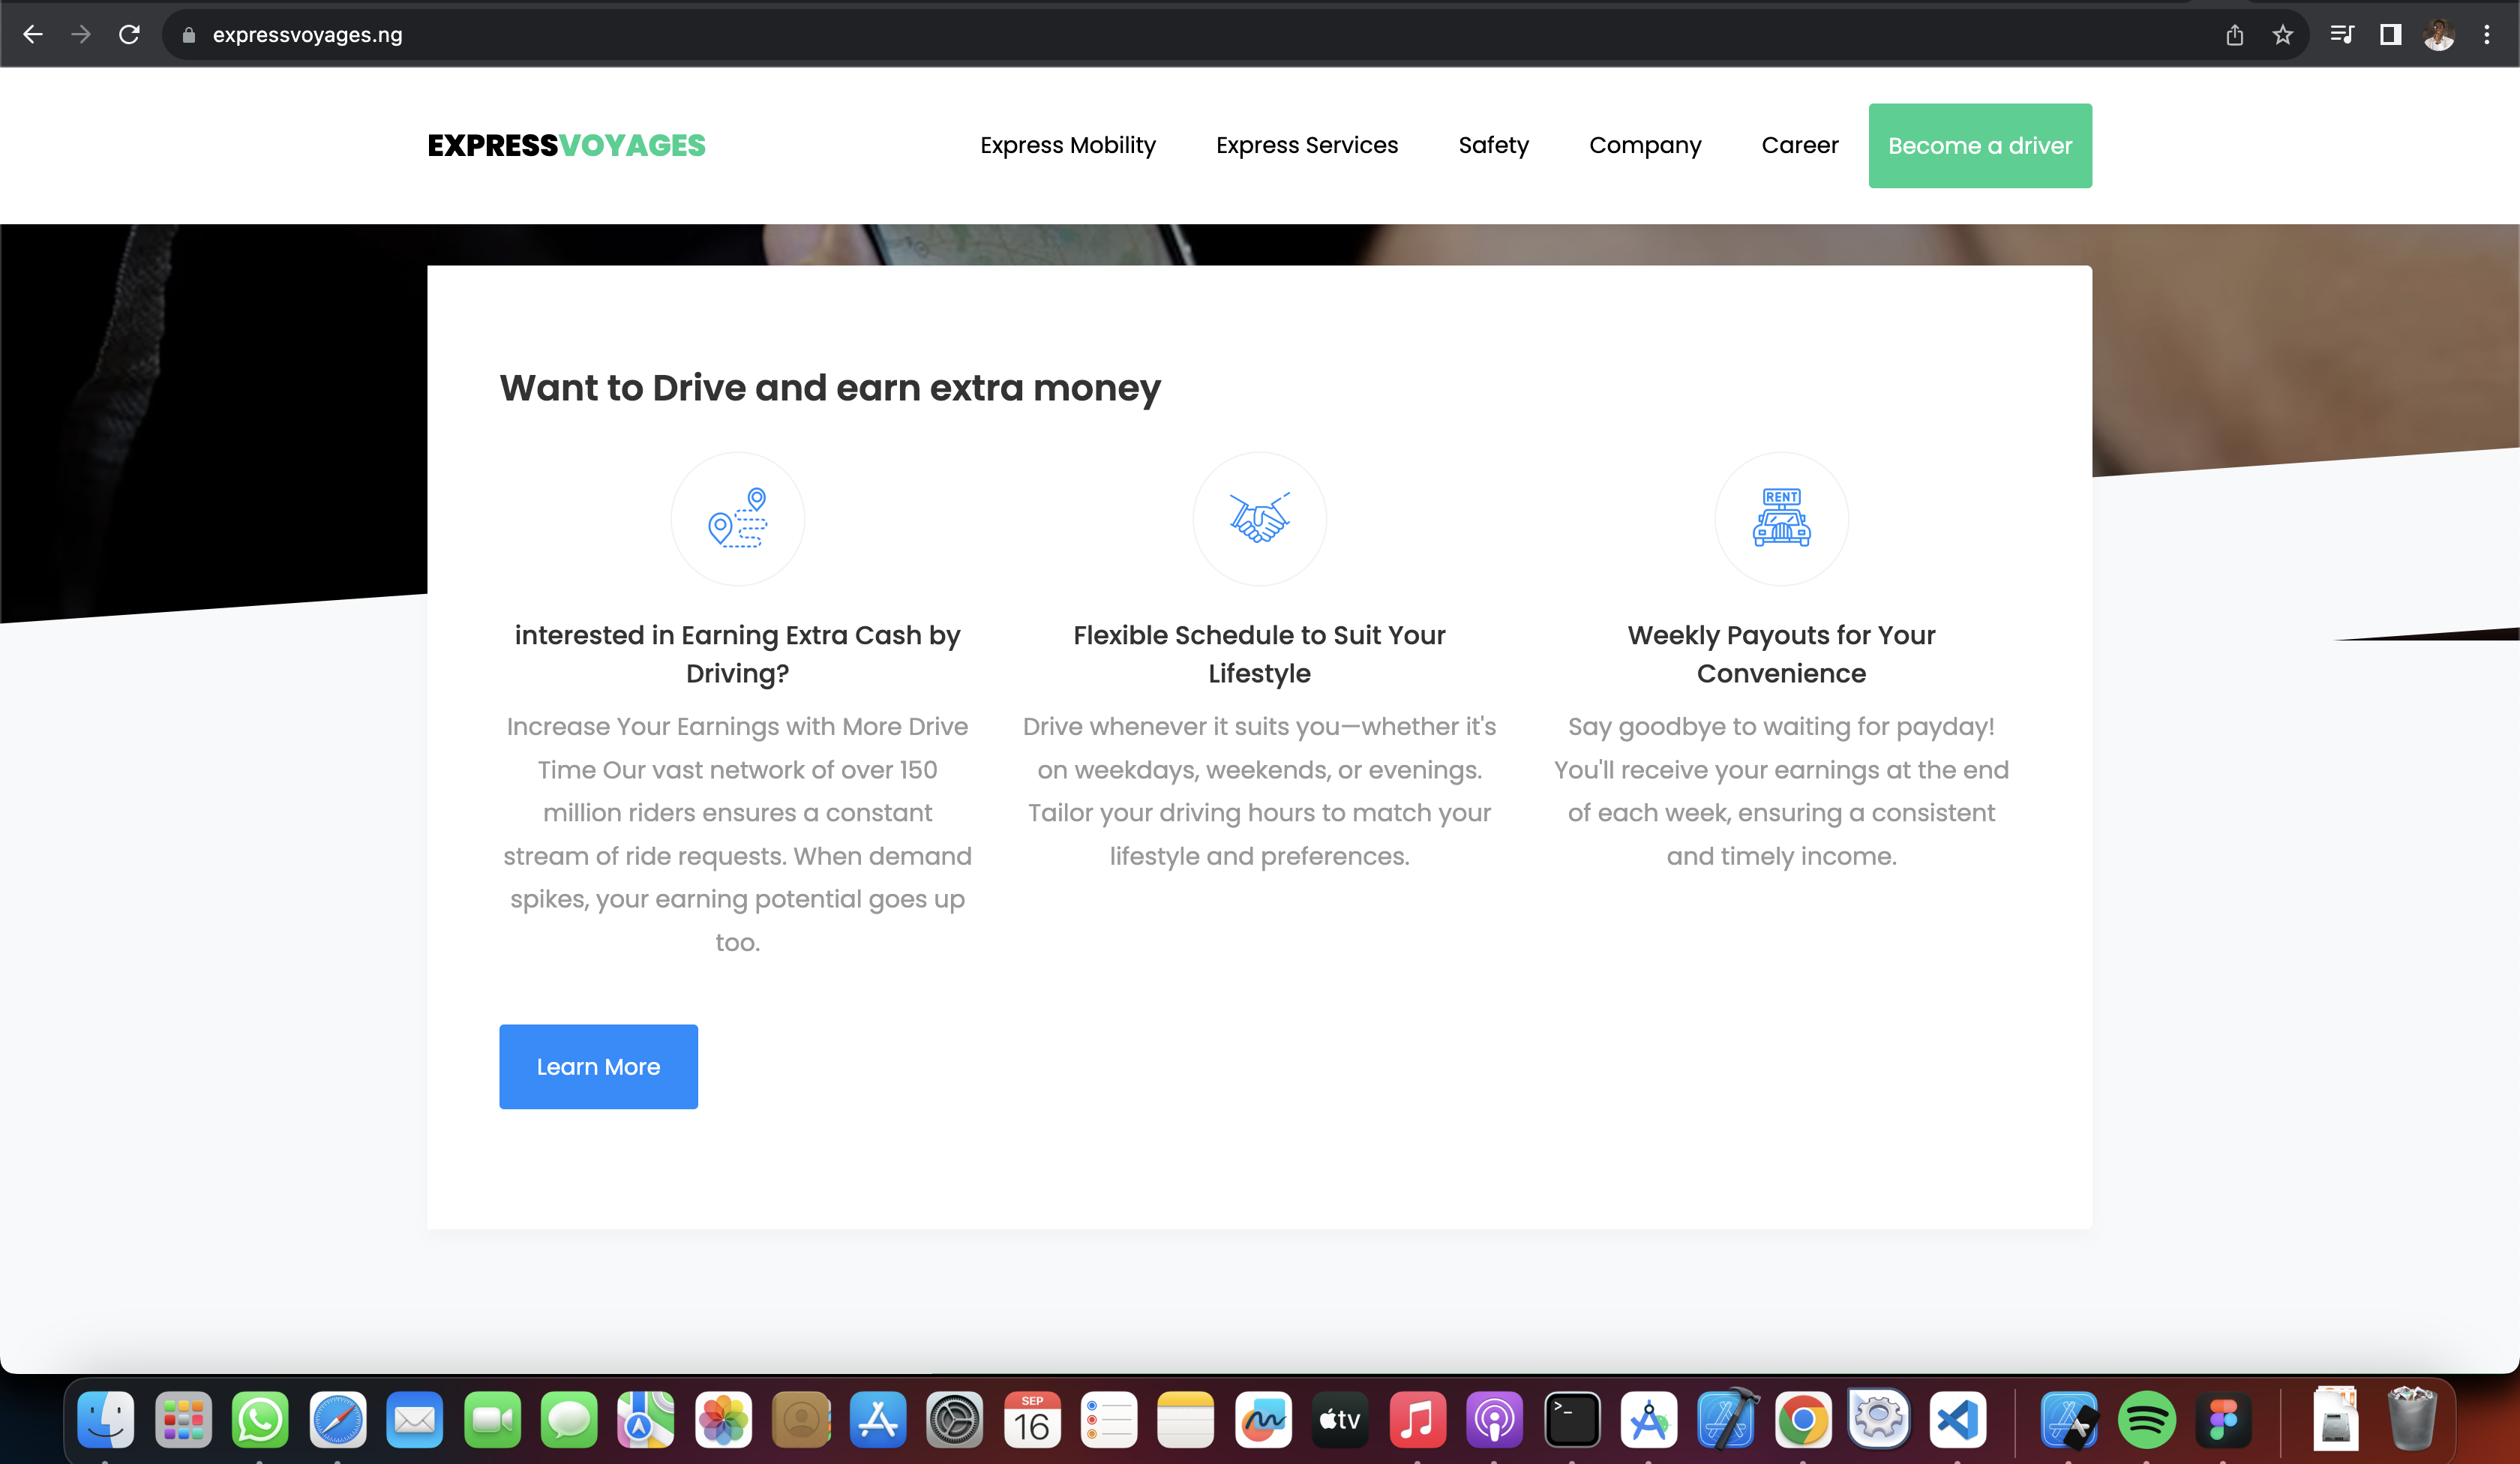 expressvoyages.ng
EXPRESSVOYAGES
Express Mobility
Express Services
Safety
Company
Career
Become a driver
Want to Drive and earn extra money
RENT
interested in Earning Extra Cash by
Driving?
Increase Your Earnings with More Drive
Time Our vast network of over 150
million riders ensures a constant
stream of ride requests. When demand
spikes, your earning potential goes up
too.
Flexible Schedule to Suit Your
Lifestyle
Drive whenever it suits you—whether it's
on weekdays, weekends, or evenings.
Tailor your driving hours to match your
lifestyle and preferences.
Weekly Payouts for Your
Convenience
Say goodbye to waiting for payday!
You'll receive your earnings at the end
of each week, ensuring a consistent
and timely income.
Learn More
SEP
16
tv
>_